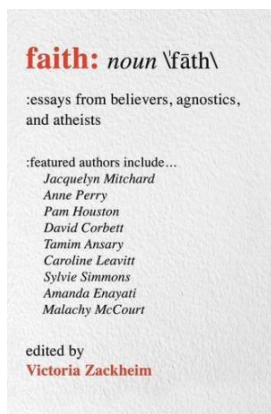 faith: noun \'fāth\
:essays from believers, agnostics,
and atheists
:featured authors include...
Jacquelyn Mitchard
Anne Perry
Pam Houston
David Corbett
Tamim Ansary
Caroline Leavitt
Sylvie Simmons
Amanda Enayati
Malachy McCourt
edited by
Victoria Zackheim